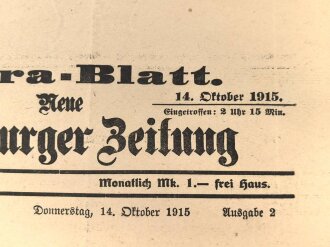 ra-Blatt.
Neue
14. Oktober 1915.
Eingetroffen: 2 Uhr 15 Min.
urger Zeitung
Monatlich Mk. 1.— frei Haus.
Donnerstag, 14. Oktober 1915 Ausgabe 2